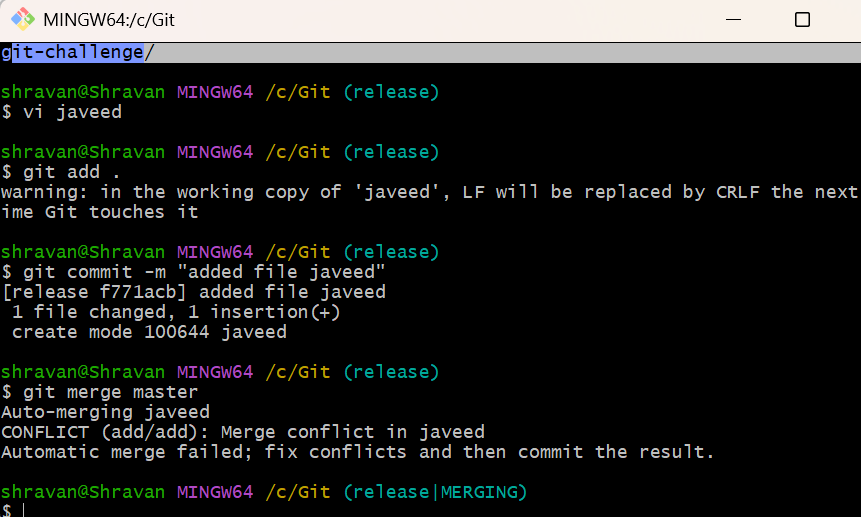 MINGW64:/c/Git
git-challenge/
shravan@Shravan MINGW64 /c/Git (release)
$ vi javeed
shravan@Shravan MINGW64 /c/Git (release)
$ git add .
warning: in the working copy of 'javeed', LF will be replaced by CRLF the next
ime Git touches it
shravan@Shravan MINGW64 /c/Git (release)
$ git commit -m "added file javeed"
[release f771acb] added file javeed
 1 file changed, 1 insertion(+)
 create mode 100644 javeed
shravan@Shravan MINGW64 /c/Git (release)
$ git merge master
Auto-merging javeed
CONFLICT (add/add): Merge conflict in javeed
Automatic merge failed; fix conflicts and then commit the result.
shravan@Shravan MINGW64 /c/Git (release|MERGING)
$